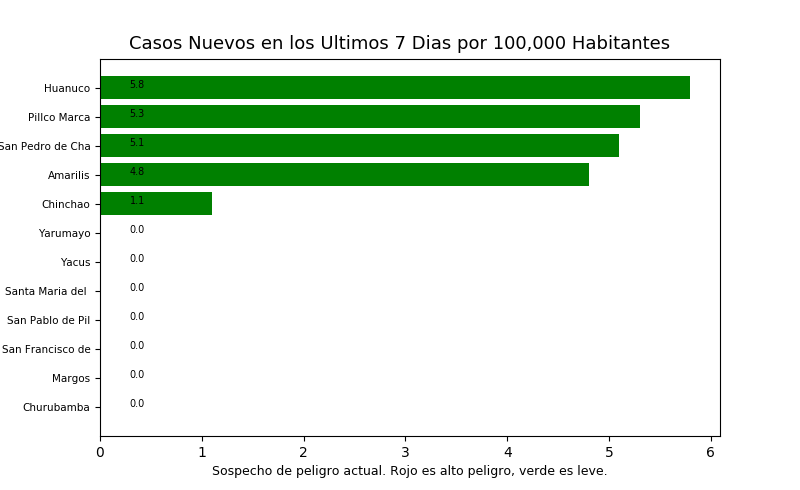 Casos Nuevos en los Ultimos 7 Dias por 100,000 Habitantes
Huanuco 5.8
Pillco Marca 5.3
San Pedro de Cha 5.1
Amarilis 4.8
Chinchao 1.1
Yarumayo 0.0
Yacus 0.0
Santa Maria del 0.0
San Pablo de Pil 0.0
San Francisco de 0.0
Margos 0.0
Churubamba 0.0
0 1 2 3 4 5 6
Sospecho de peligro actual. Rojo es alto peligro, verde es leve.